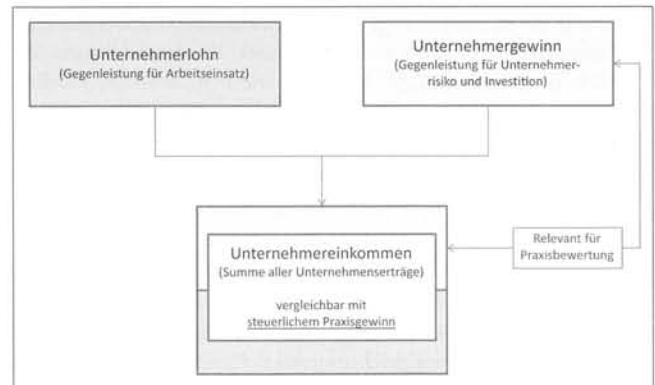 Unternehmerlohn
(Gegenleistung für Arbeitseinsatz)
Unternehmergewinn
(Gegenleistung für Unternehmer-
risiko und Investition)
Unternehmereinkommen
(Summe aller Unternehmenserträge)
vergleichbar mit
steuerlichem Praxisgewinn
Relevant für
Praxisbewertung